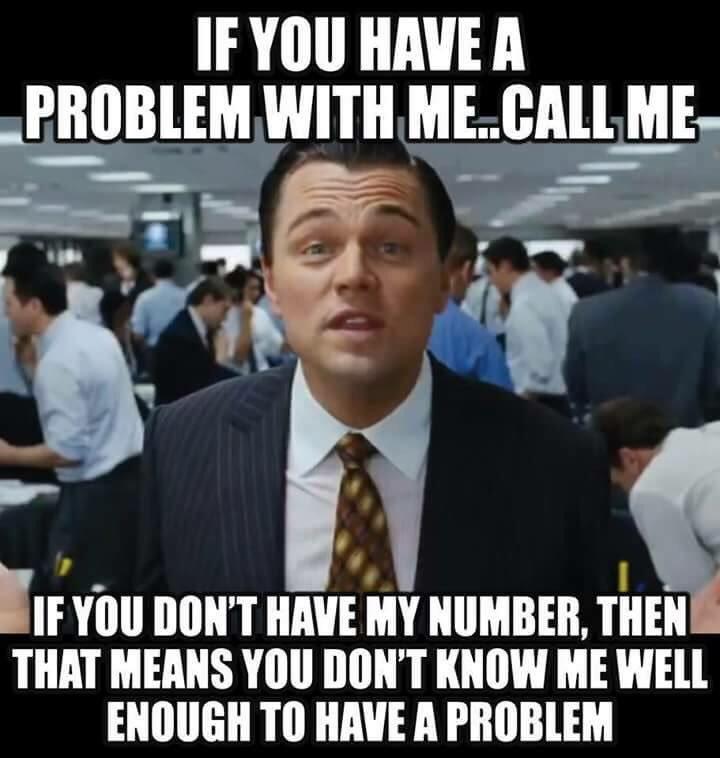 IF YOU HAVE A
PROBLEM WITH ME..CALL ME
IF YOU DON'T HAVE MY NUMBER, THEN
THAT MEANS YOU DON'T KNOW ME WELL
ENOUGH TO HAVE A PROBLEM